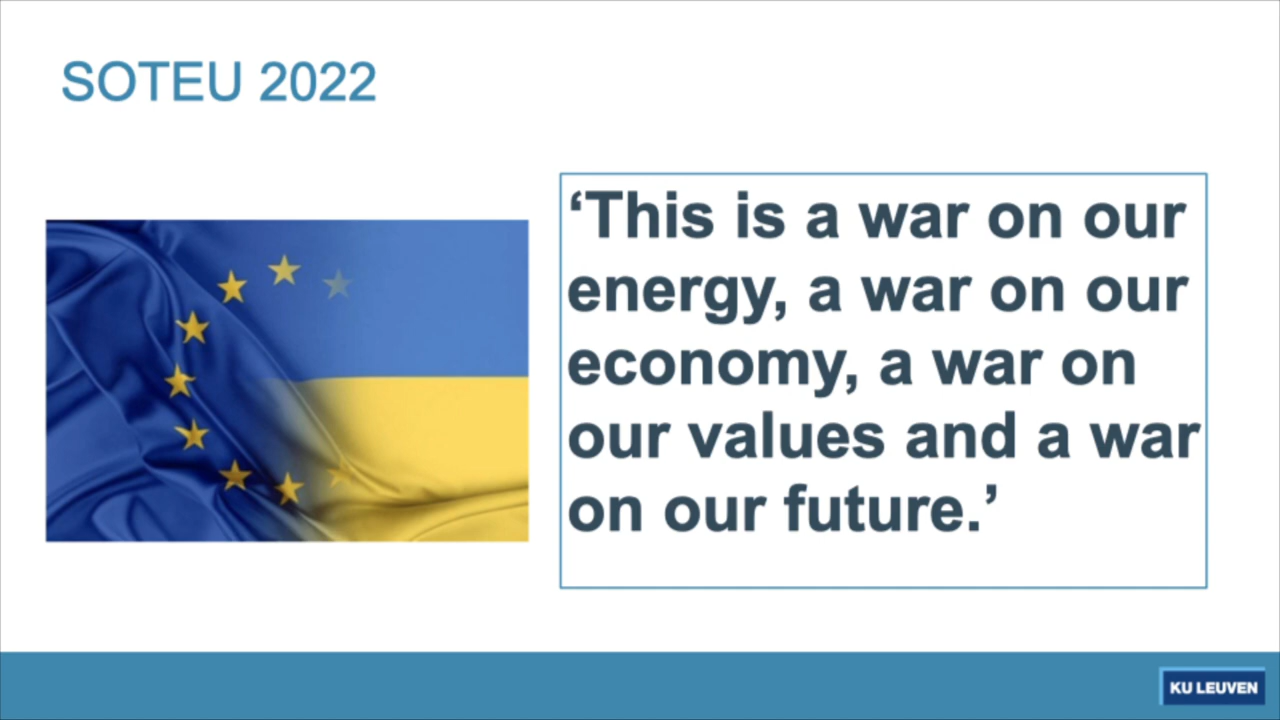 SOTEU 2022
‘This is a war on our
energy, a war on our
economy, a war on
our values and a war
on our future.’
KU LEUVEN